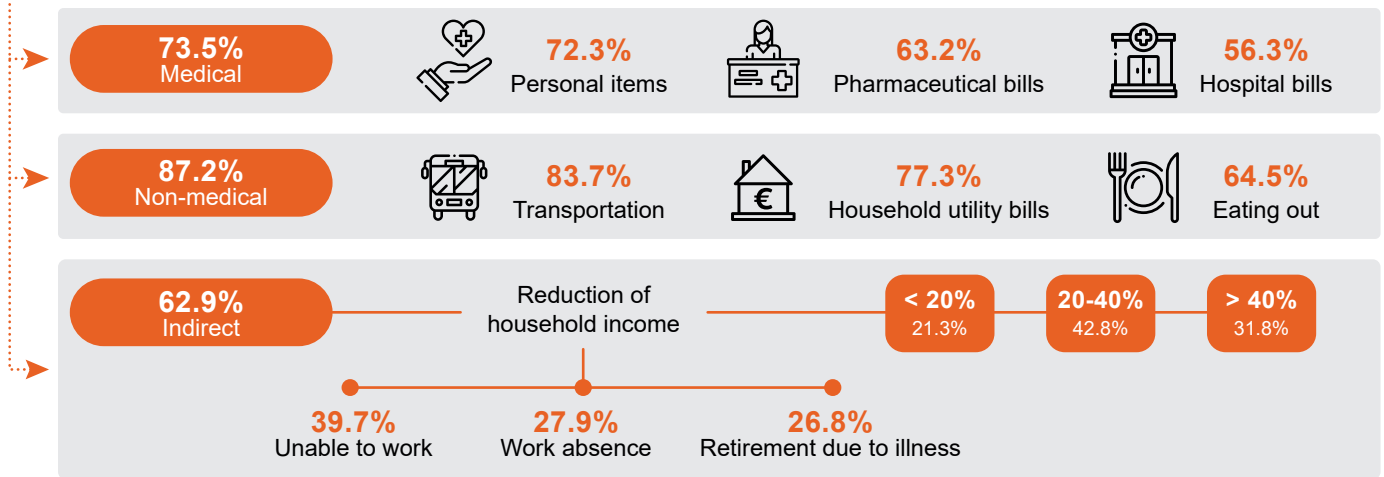 73.5%
Medical
72.3%
Personal items
63.2%
Pharmaceutical bills
56.3%
Hospital bills
87.2%
Non-medical
83.7%
Transportation
€
77.3%
Household utility bills
64.5%
Eating out
62.9%
Indirect
Reduction of
household income
< 20%
21.3%
20-40%
42.8%
> 40%
31.8%
39.7%
Unable to work
27.9%
Work absence
26.8%
Retirement due to illness